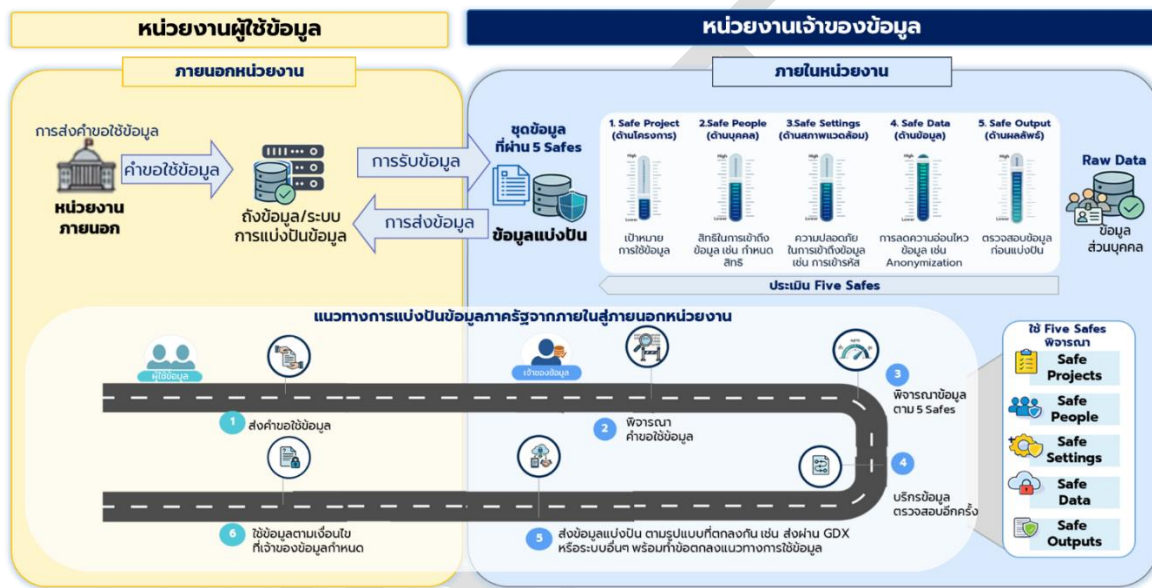 หน่วยงานผู้ใช้ข้อมูล
หน่วยงานเจ้าของข้อมูล
ภายนอกหน่วยงาน
ภายในหน่วยงาน
การส่งคำขอใช้ข้อมูล
คำขอใช้ข้อมูล
หน่วยงาน
ภายนอก
ถังข้อมูล/ระบบ
การแบ่งปันข้อมูล
การรับข้อมูล
การส่งข้อมูล
ชุดข้อมูล
ที่ผ่าน 5 Safes
ข้อมูลแบ่งปัน
1. Safe Project
(ด้านโครงการ)
High
Lower
เป้าหมาย
การใช้ข้อมูล
2.Safe People
(ด้านบุคคล)
High
Lower
สิทธิในการเข้าถึง
ข้อมูล เช่น กำหนด
สิทธิ
3.Safe Settings
(ด้านสภาพแวดล้อม)
High
Lower
ความปลอดภัย
ในการเข้าถึงข้อมูล
เช่น การเข้ารหัส
4. Safe Data
(ด้านข้อมูล)
High
Lower
การลดความอ่อนไหว
ข้อมูล เช่น
Anonymization
5. Safe Output
(ด้านผลลัพธ์)
High
Lower
ตรวจสอบข้อมูล
ก่อนแบ่งปัน
Raw Data
ข้อมูล
ส่วนบุคคล
ประเมิน Five Safes
แนวทางการแบ่งปันข้อมูลภาครัฐจากภายในสู่ภายนอกหน่วยงาน
ผู้ใช้ข้อมูล
เจ้าของข้อมูล
1 ส่งคำขอใช้ข้อมูล
2 พิจารณา
คำขอใช้ข้อมูล
3
พิจารณาข้อมูล
ตาม 5 Safes
4
บริกรข้อมูล
ตรวจสอบอีกครั้ง
5 ส่งข้อมูลแบ่งปัน ตามรูปแบบที่ตกลงกัน เช่น ส่งผ่าน GDX
หรือระบบอื่นๆ พร้อมทำข้อตกลงแนวทางการใช้ข้อมูล
6 ใช้ข้อมูลตามเงื่อนไข
ที่เจ้าของข้อมูลกำหนด
ใช้ Five Safes
พิจารณา
Safe
Projects
Safe
People
Safe
Settings
Safe
Data
Safe
Outputs